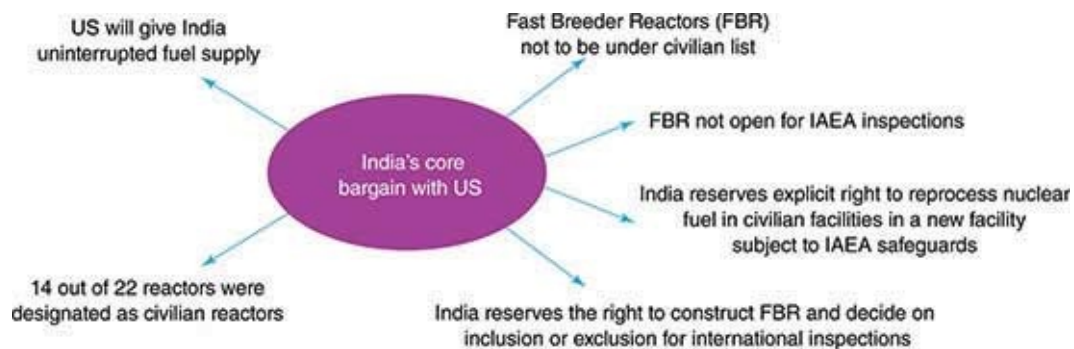 US will give India
uninterrupted fuel supply
Fast Breeder Reactors (FBR)
not to be under civilian list
FBR not open for IAEA inspections
India's core
bargain with US
India reserves explicit right to reprocess nuclear
fuel in civilian facilities in a new facility
subject to IAEA safeguards
14 out of 22 reactors were
designated as civilian reactors
India reserves the right to construct FBR and decide on
inclusion or exclusion for international inspections